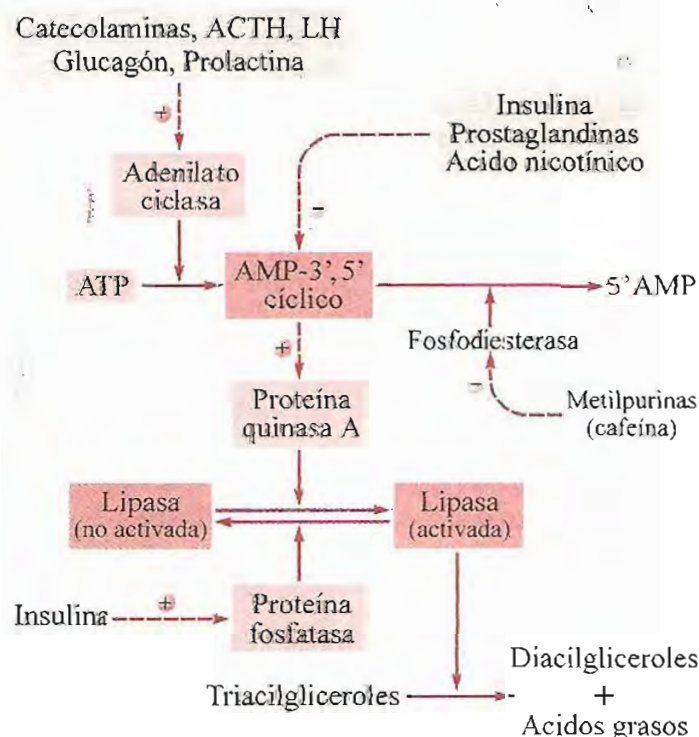 Catecolaminas, ACTH, LH
Glucagón, Prolactina
+
Insulina
Prostaglandinas
Acido nicotínico
Adenilato
ciclasa
−
ATP
AMP-3',5'
cíclico
5'AMP
+
Fosfodiesterasa
−
Proteína
quinasa A
Metilpurinas
(cafeína)
Lipasa
(no activada)
Lipasa
(activada)
Insulina
+
Proteína
fosfatasa
Triacilgliceroles
Diacilgliceroles
+
Acidos grasos